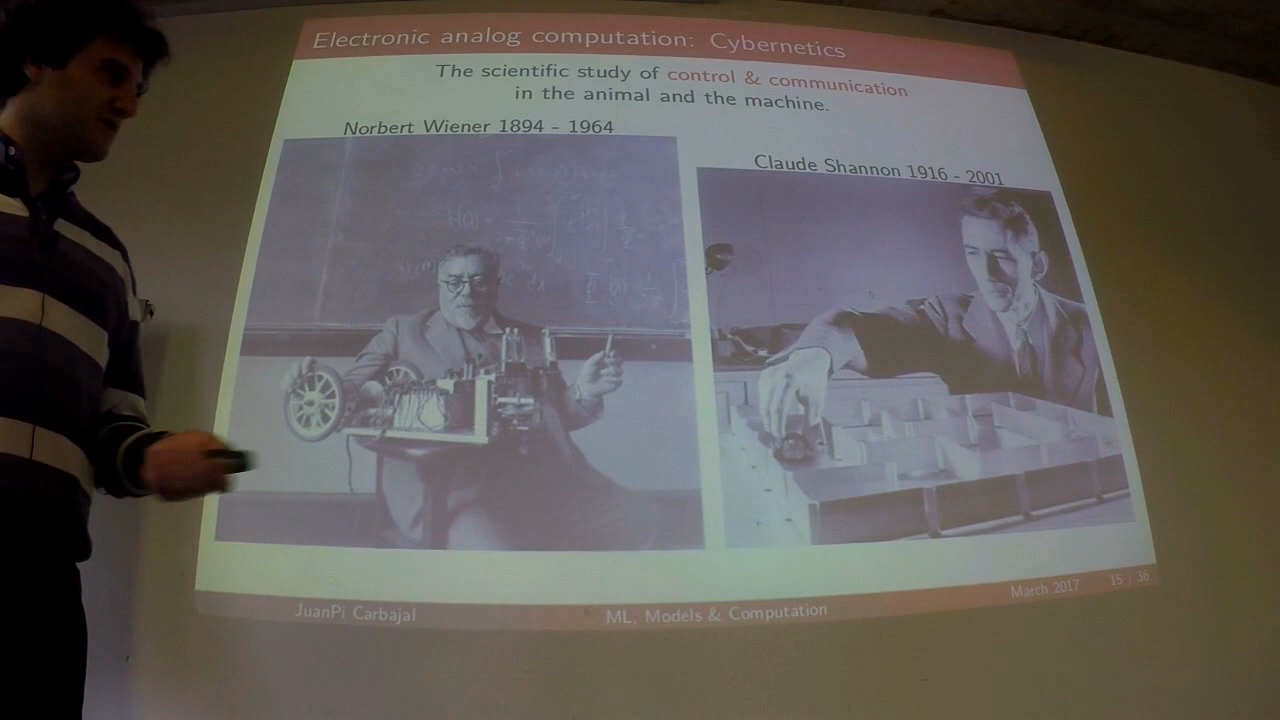 Electronic analog computation: Cybernetics
The scientific study of control & communication
in the animal and the machine.
Norbert Wiener 1894 - 1964
Claude Shannon 1916 - 2001
JuanPi Carbajal
ML, Models & Computation
March 2017
15 / 36